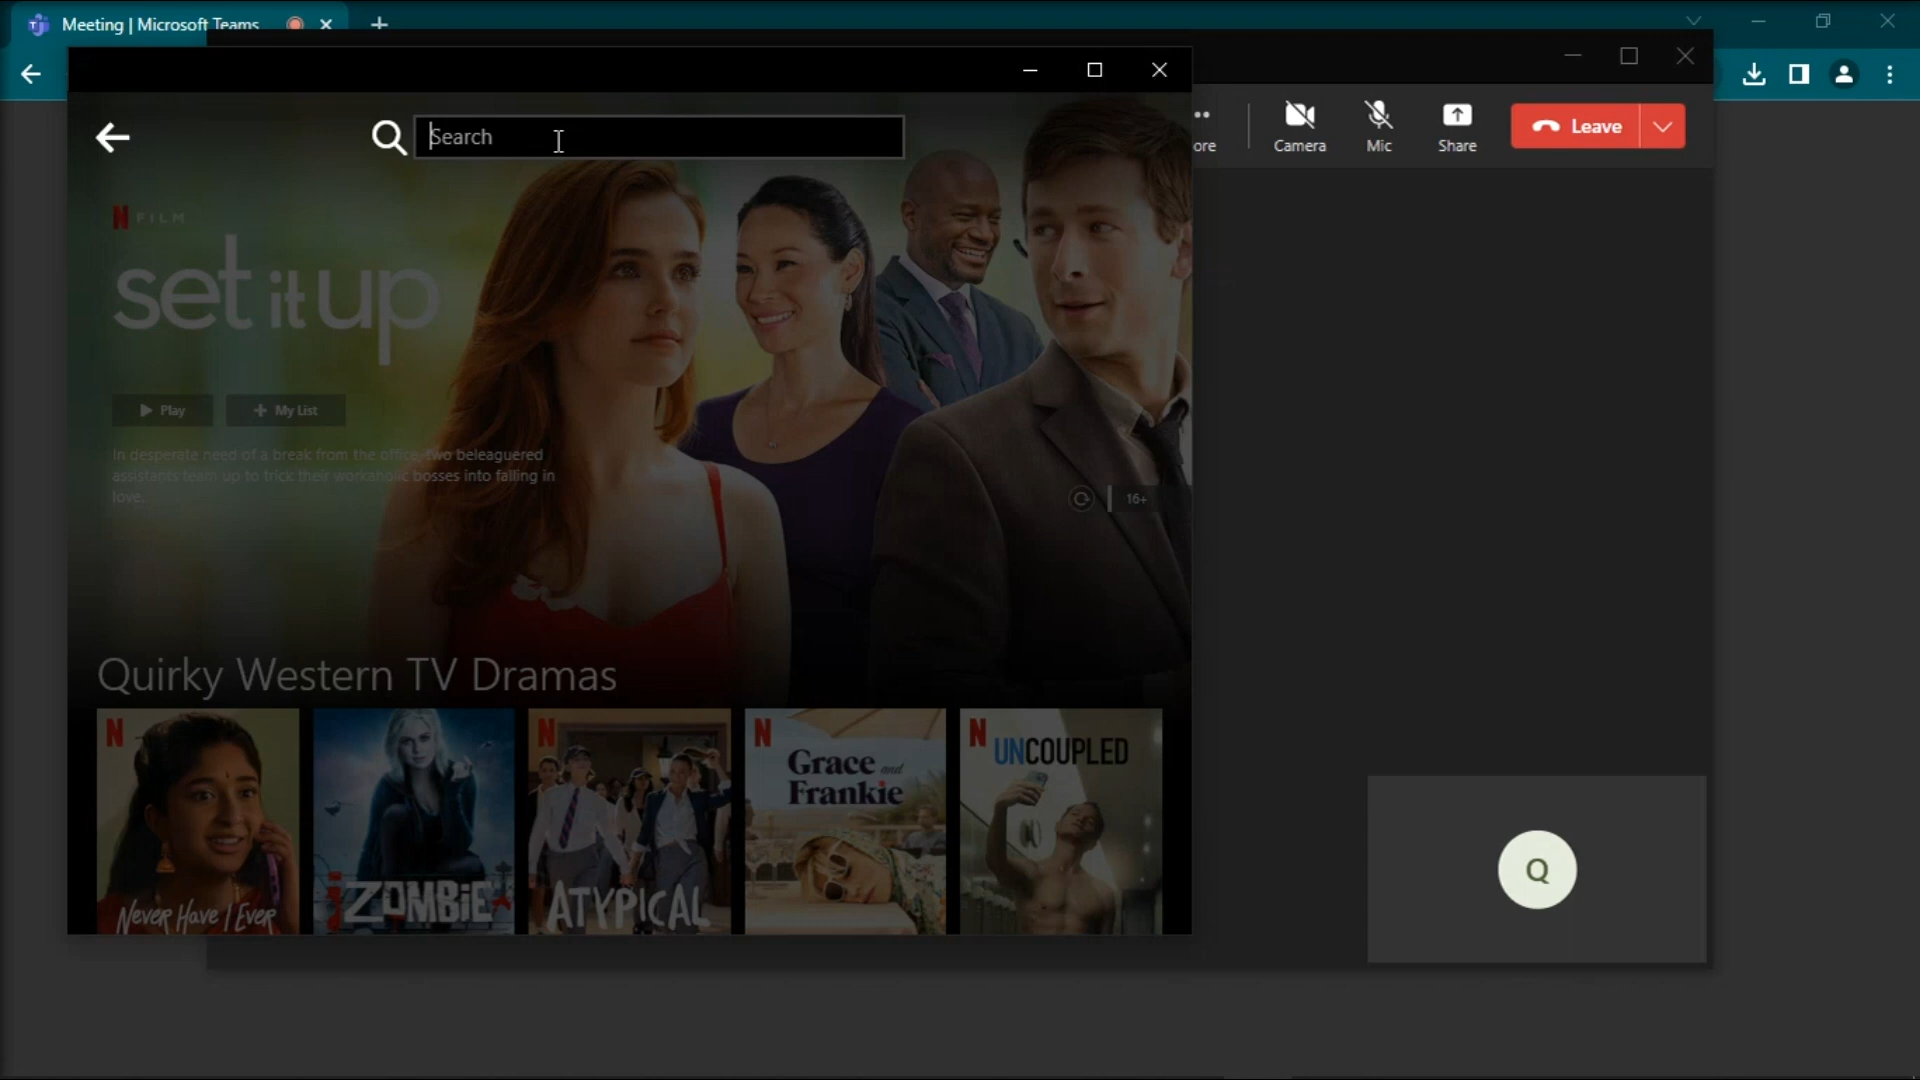 Meeting | Microsoft Teams
Search
ore
Camera
Mic
Share
Leave
N FILM
set it up
Play
My List
In desperate need of a break from the office, two beleaguered
assistants team up to trick their workaholic bosses into falling in
love.
16+
Quirky Western TV Dramas
N
Never Have I Ever
iZOMBiE
N
ATYPICAL
N
Grace and
Frankie
N
UNCOUPLED
Q